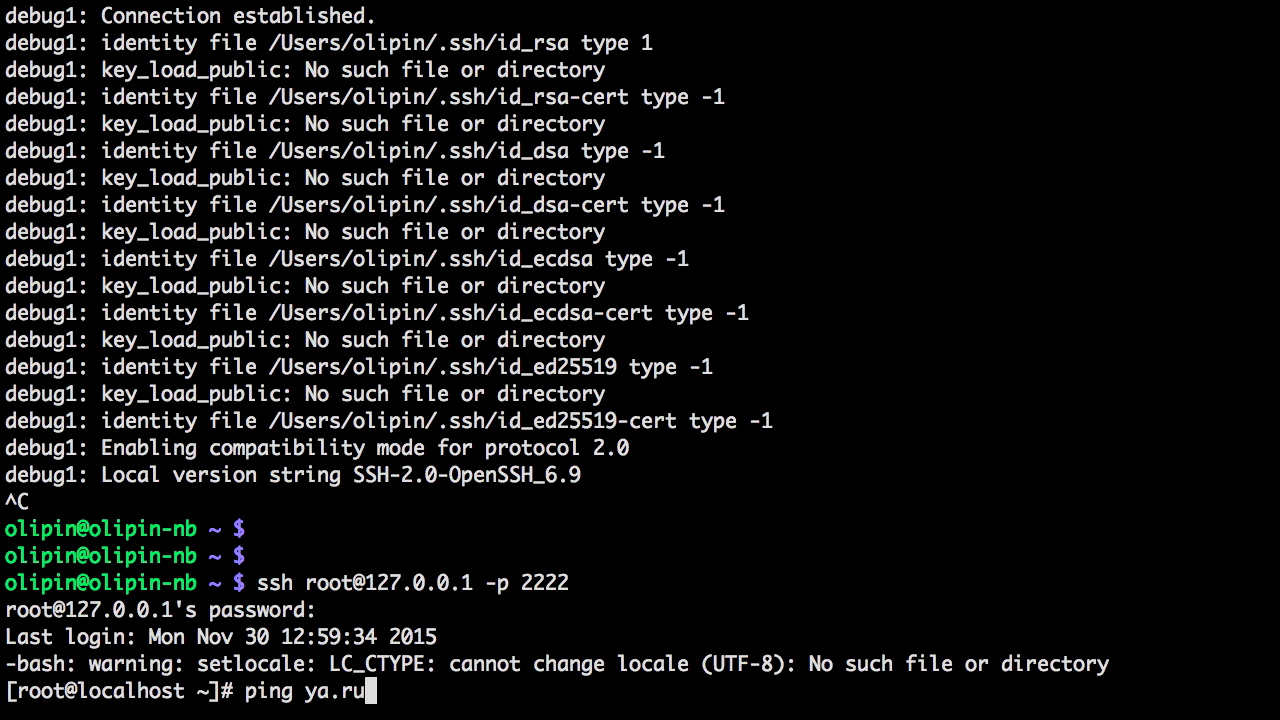 debug1: Connection established.
debug1: identity file /Users/olipin/.ssh/id_rsa type 1
debug1: key_load_public: No such file or directory
debug1: identity file /Users/olipin/.ssh/id_rsa-cert type -1
debug1: key_load_public: No such file or directory
debug1: identity file /Users/olipin/.ssh/id_dsa type -1
debug1: key_load_public: No such file or directory
debug1: identity file /Users/olipin/.ssh/id_dsa-cert type -1
debug1: key_load_public: No such file or directory
debug1: identity file /Users/olipin/.ssh/id_ecdsa type -1
debug1: key_load_public: No such file or directory
debug1: identity file /Users/olipin/.ssh/id_ecdsa-cert type -1
debug1: key_load_public: No such file or directory
debug1: identity file /Users/olipin/.ssh/id_ed25519 type -1
debug1: key_load_public: No such file or directory
debug1: identity file /Users/olipin/.ssh/id_ed25519-cert type -1
debug1: Enabling compatibility mode for protocol 2.0
debug1: Local version string SSH-2.0-OpenSSH_6.9
^C
olipin@olipin-nb ~ $
olipin@olipin-nb ~ $
olipin@olipin-nb ~ $ ssh root@127.0.0.1 -p 2222
root@127.0.0.1's password:
Last login: Mon Nov 30 12:59:34 2015
-bash: warning: setlocale: LC_CTYPE: cannot change locale (UTF-8): No such file or directory
[root@localhost ~]# ping ya.ru